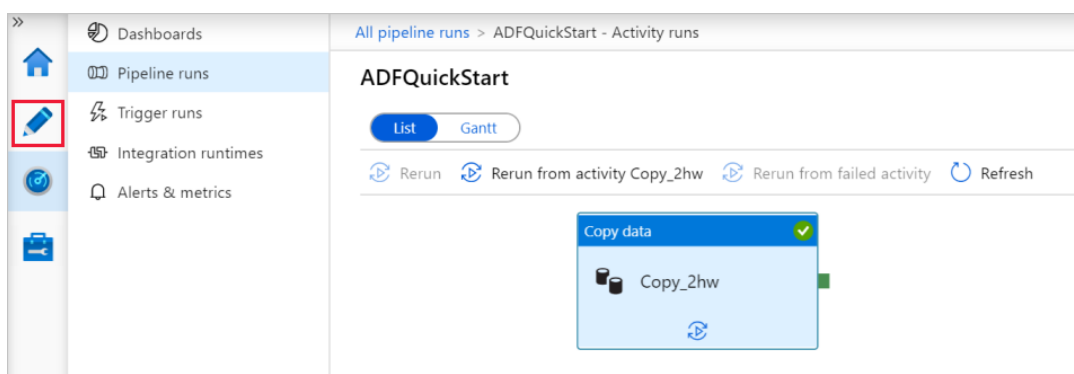 »
Dashboards
Pipeline runs
Trigger runs
Integration runtimes
Alerts & metrics
All pipeline runs > ADFQuickStart - Activity runs
ADFQuickStart
List Gantt
Rerun Rerun from activity Copy_2hw Rerun from failed activity Refresh
Copy data
Copy_2hw